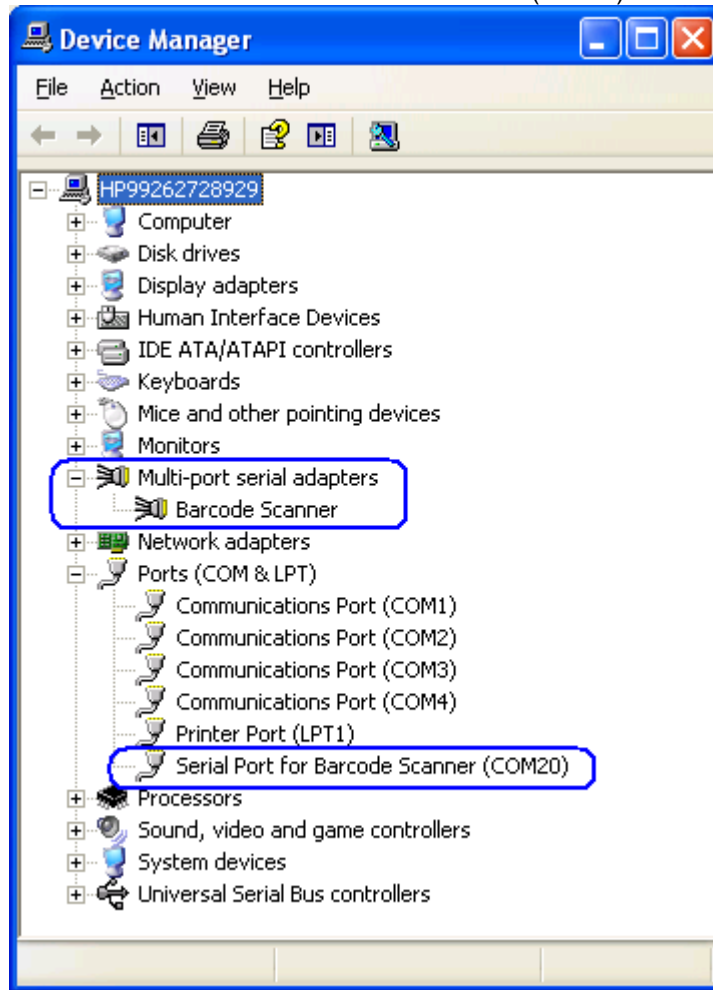 Device Manager
File Action View Help
HP99262728929
Computer
Disk drives
Display adapters
Human Interface Devices
IDE ATA/ATAPI controllers
Keyboards
Mice and other pointing devices
Monitors
Multi-port serial adapters
Barcode Scanner
Network adapters
Ports (COM & LPT)
Communications Port (COM1)
Communications Port (COM2)
Communications Port (COM3)
Communications Port (COM4)
Printer Port (LPT1)
Serial Port for Barcode Scanner (COM20)
Processors
Sound, video and game controllers
System devices
Universal Serial Bus controllers